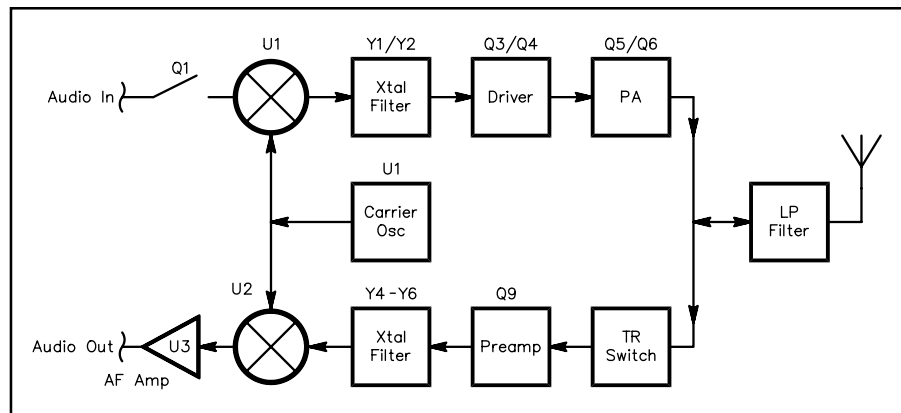 U1
Y1/Y2
Q3/Q4
Q5/Q6
Q1
Audio In
Xtal
Filter
Driver
PA
U1
Carrier
Osc
LP
Filter
U2
Y4-Y6
Q9
Audio Out
U3
AF Amp
Xtal
Filter
Preamp
TR
Switch